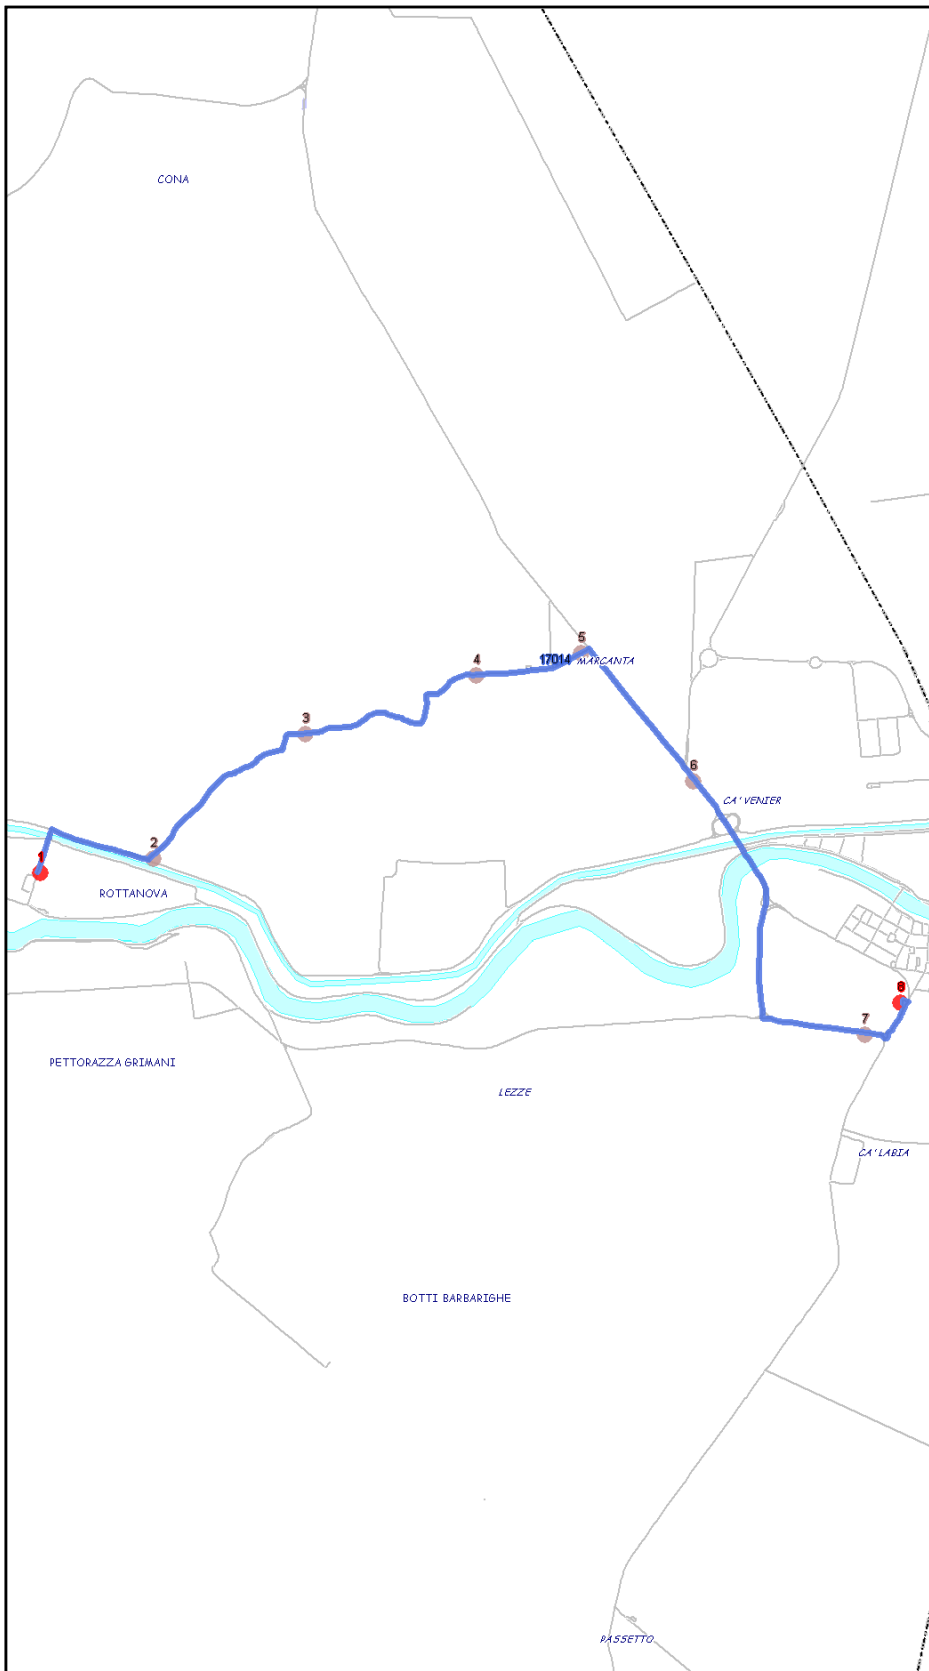 CONA
5
4
17014 MARCANTA
3
6
CA' VENIER
2
1
ROTTANOVA
8
7
PETTORAZZA GRIMANI
LEZZE
CA' LABIA
BOTTI BARBARIGHE
PASSETTO